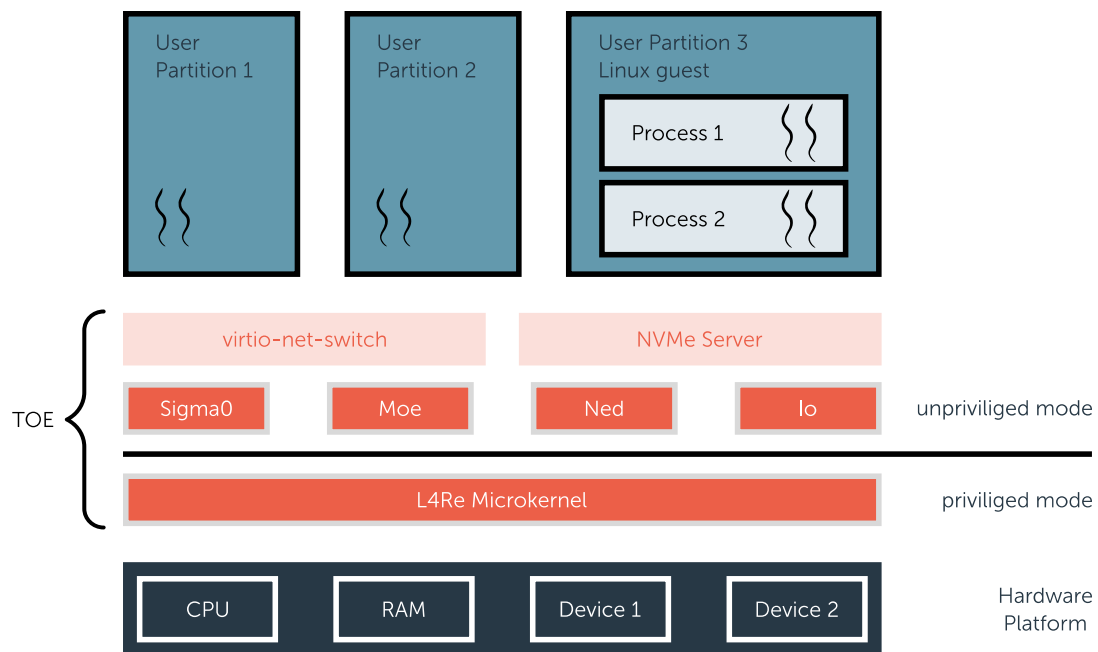 User
Partition 1
User
Partition 2
User Partition 3
Linux guest
Process 1
Process 2
TOE
virtio-net-switch
NVMe Server
Sigma0
Moe
Ned
Io
unpriviliged mode
L4Re Microkernel
priviliged mode
CPU
RAM
Device 1
Device 2
Hardware
Platform